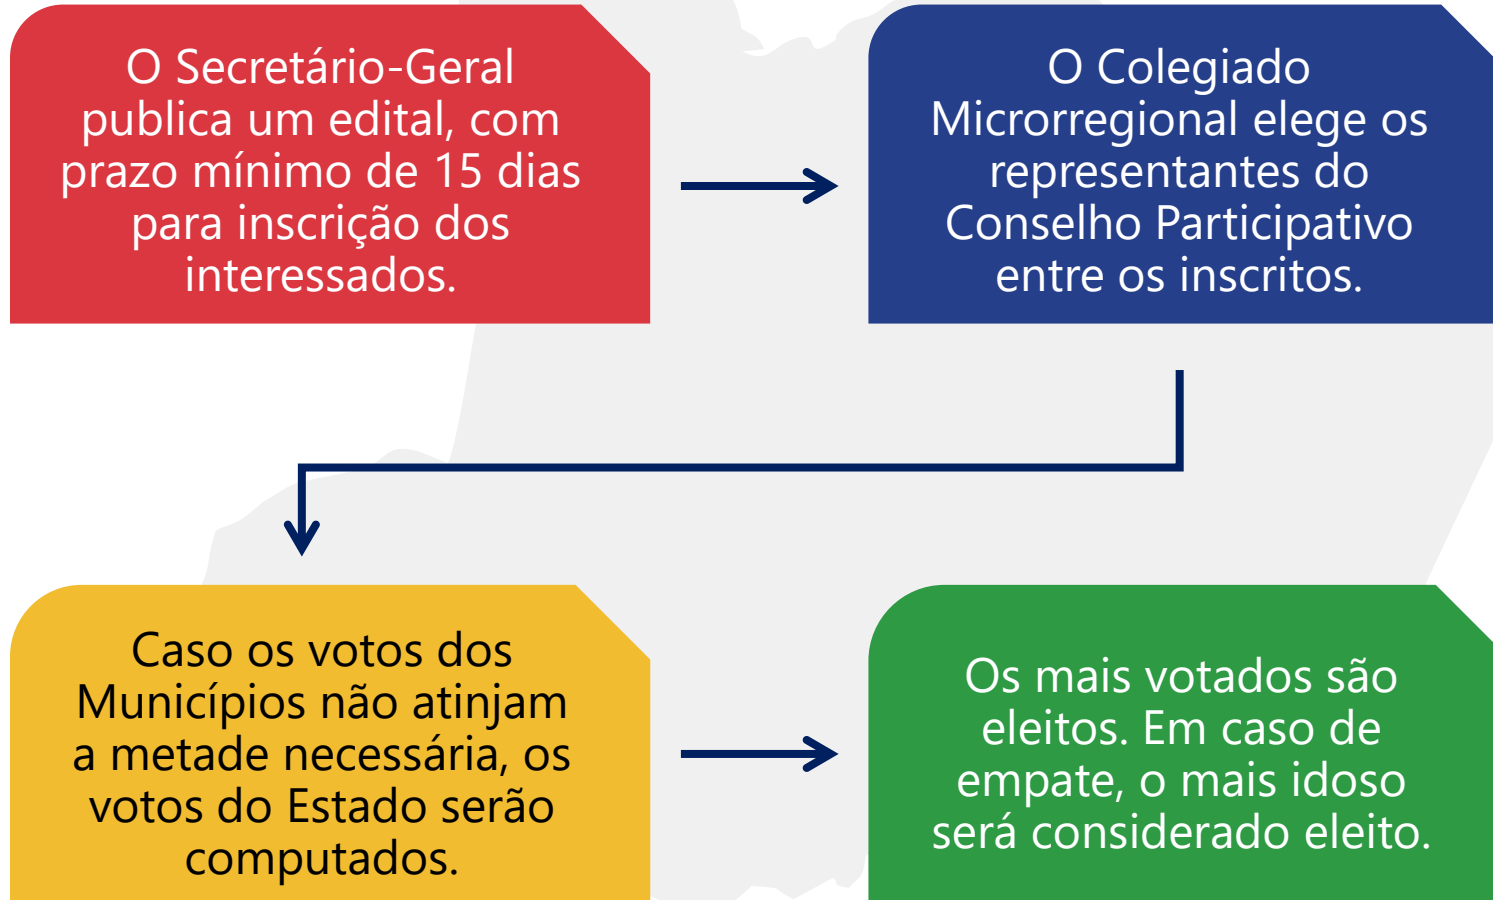 O Secretário-Geral
publica um edital, com
prazo mínimo de 15 dias
para inscrição dos
interessados.
O Colegiado
Microrregional elege os
representantes do
Conselho Participativo
entre os inscritos.
Caso os votos dos
Municípios não atinjam
a metade necessária, os
votos do Estado serão
computados.
Os mais votados são
eleitos. Em caso de
empate, o mais idoso
será considerado eleito.